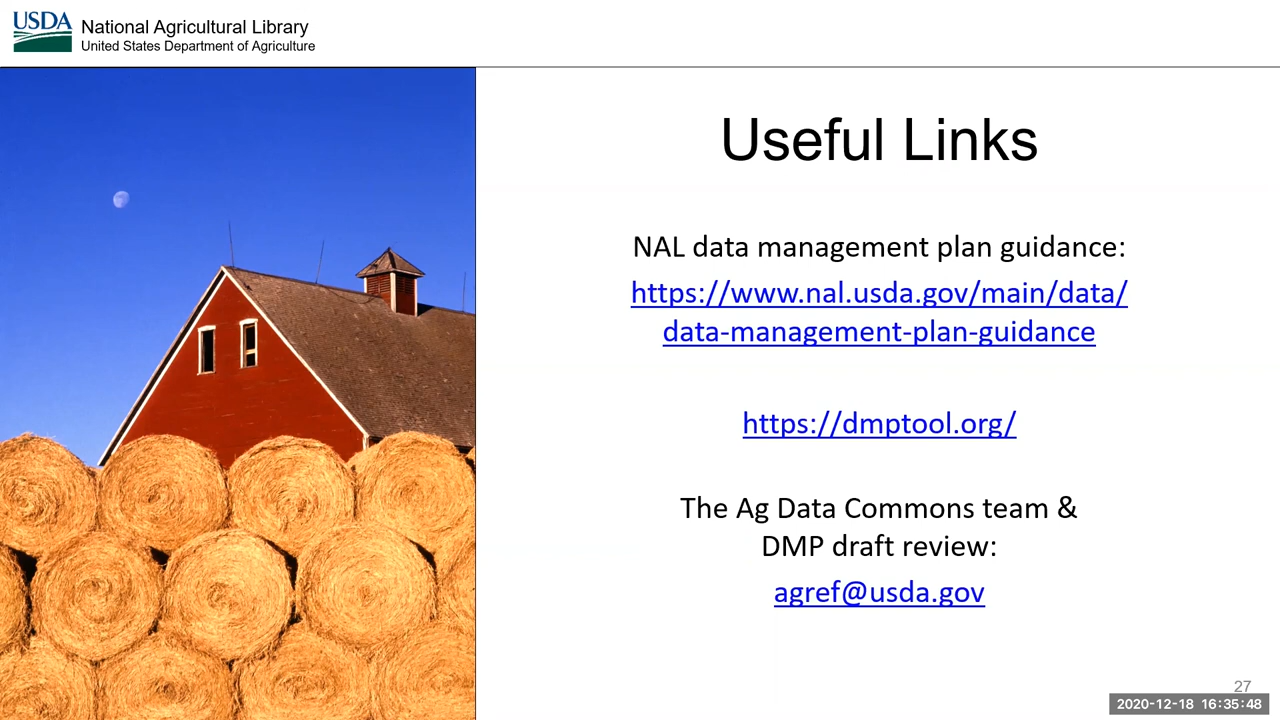 USDA
National Agricultural Library
United States Department of Agriculture
Useful Links
NAL data management plan guidance:
https://www.nal.usda.gov/main/data/
data-management-plan-guidance
https://dmptool.org/
The Ag Data Commons team &
DMP draft review:
agref@usda.gov
27
2020-12-18 16:35:48